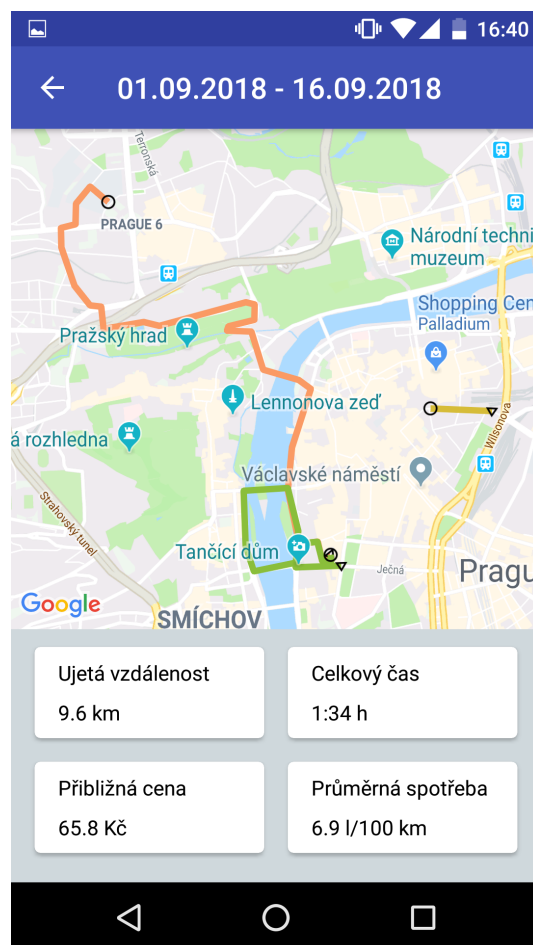 16:40
01.09.2018 - 16.09.2018
Terronská
PRAGUE 6
Národní techni
muzeum
Shopping Cen
Palladium
Pražský hrad
Lennonova zeď
Wilsonova
á rozhledna
Václavské náměstí
Strahovský tunel
Tančící dům
Ječná
Pragu
Google
SMÍCHOV
Ujetá vzdálenost
9.6 km
Celkový čas
1:34 h
Přibližná cena
65.8 Kč
Průměrná spotřeba
6.9 l/100 km